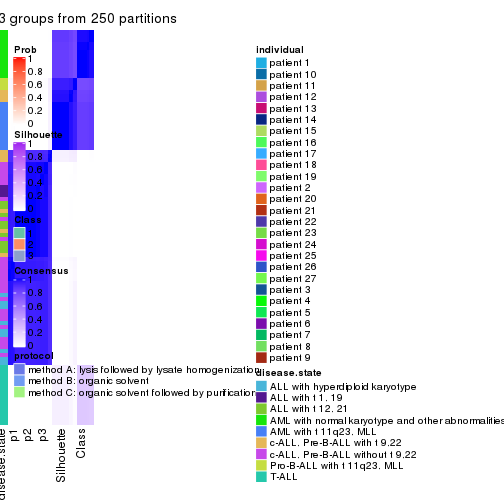 3 groups from 250 partitions
Prob
1
0.8
0.6
0.4
0.2
0
Silhouette
1
0.8
0.6
0.4
0.2
0
Class
1
2
3
Consensus
1
0.8
0.6
0.4
0.2
0
protocol
method A: lysis followed by lysate homogenization
method B: organic solvent
method C: organic solvent followed by purification
disease.state
p1
p2
p3
Silhouette
Class
individual
patient 1
patient 10
patient 11
patient 12
patient 13
patient 14
patient 15
patient 16
patient 17
patient 18
patient 19
patient 2
patient 20
patient 21
patient 22
patient 23
patient 24
patient 25
patient 26
patient 27
patient 3
patient 4
patient 5
patient 6
patient 7
patient 8
patient 9
disease.state
ALL with hyperdiploid karyotype
ALL with t 1. 19
ALL with t 12. 21
AML with normal karyotype and other abnormalities
AML with t 11q23. MLL
c-ALL. Pre-B-ALL with t 9.22
c-ALL. Pre-B-ALL without t 9.22
Pro-B-ALL with t 11q23. MLL
T-ALL